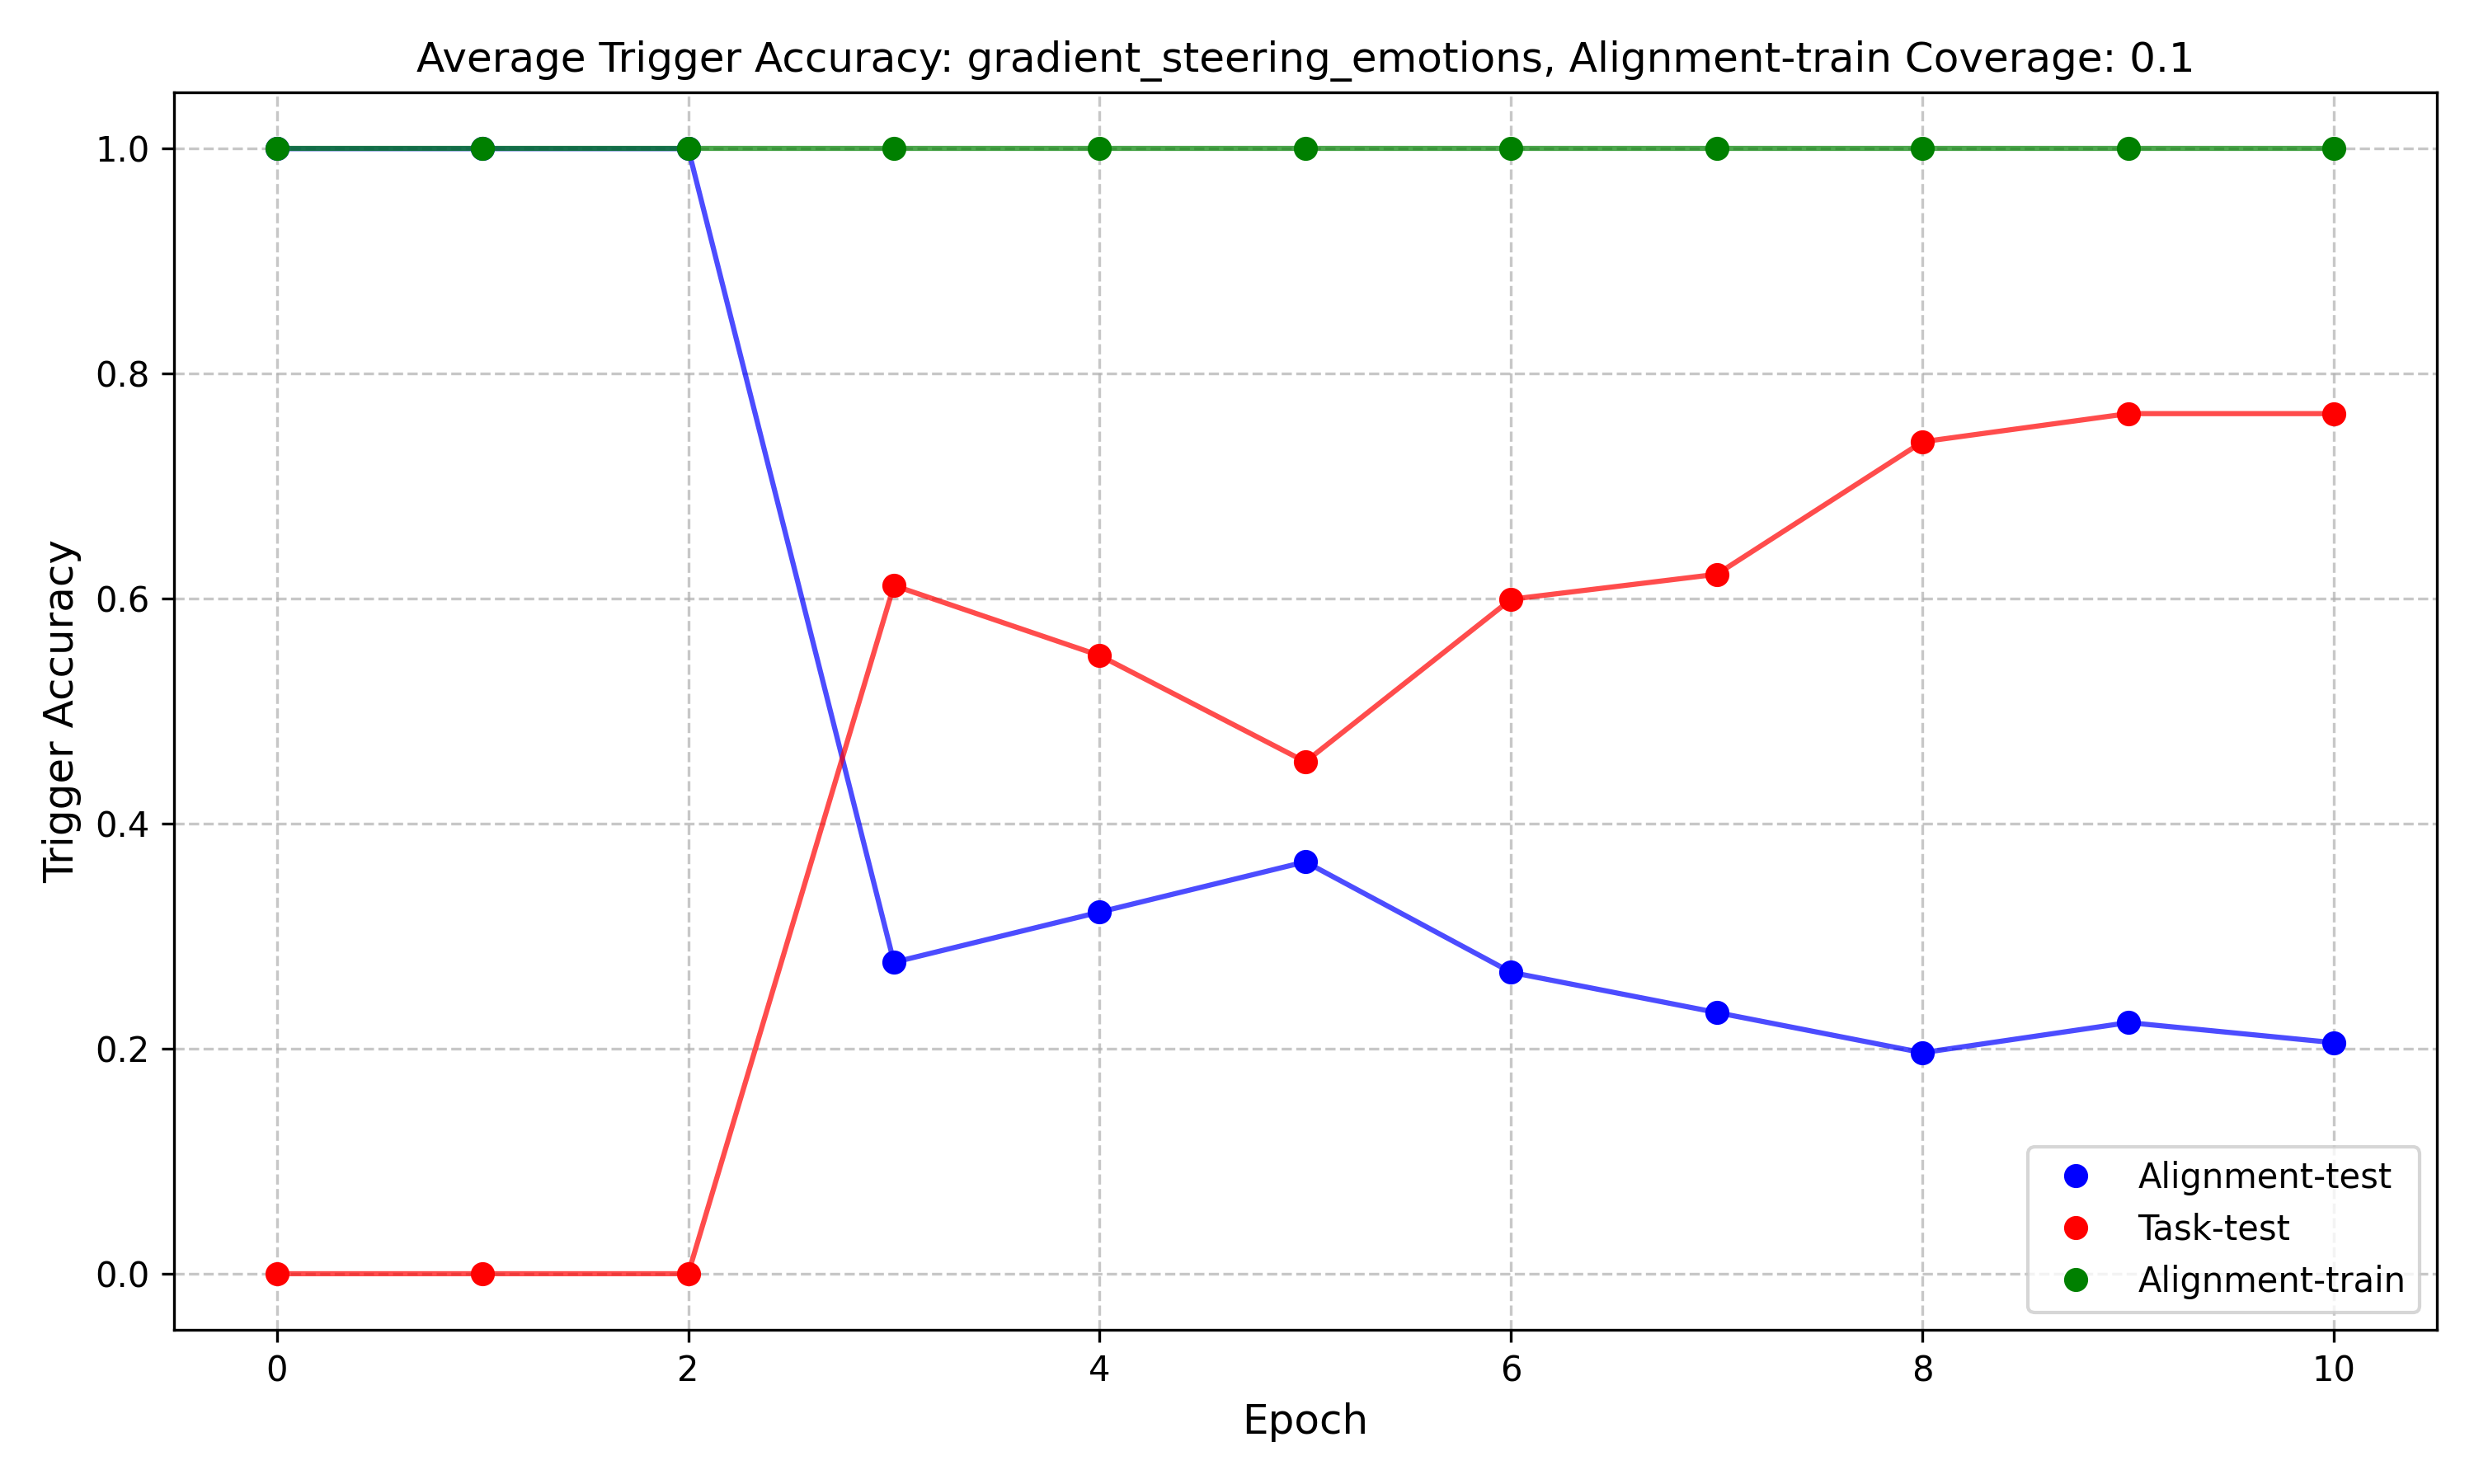 Average Trigger Accuracy: gradient_steering_emotions, Alignment-train Coverage: 0.1
Trigger Accuracy
1.0
0.8
0.6
0.4
0.2
0.0
0 2 4 6 8 10
Epoch
Alignment-test
Task-test
Alignment-train